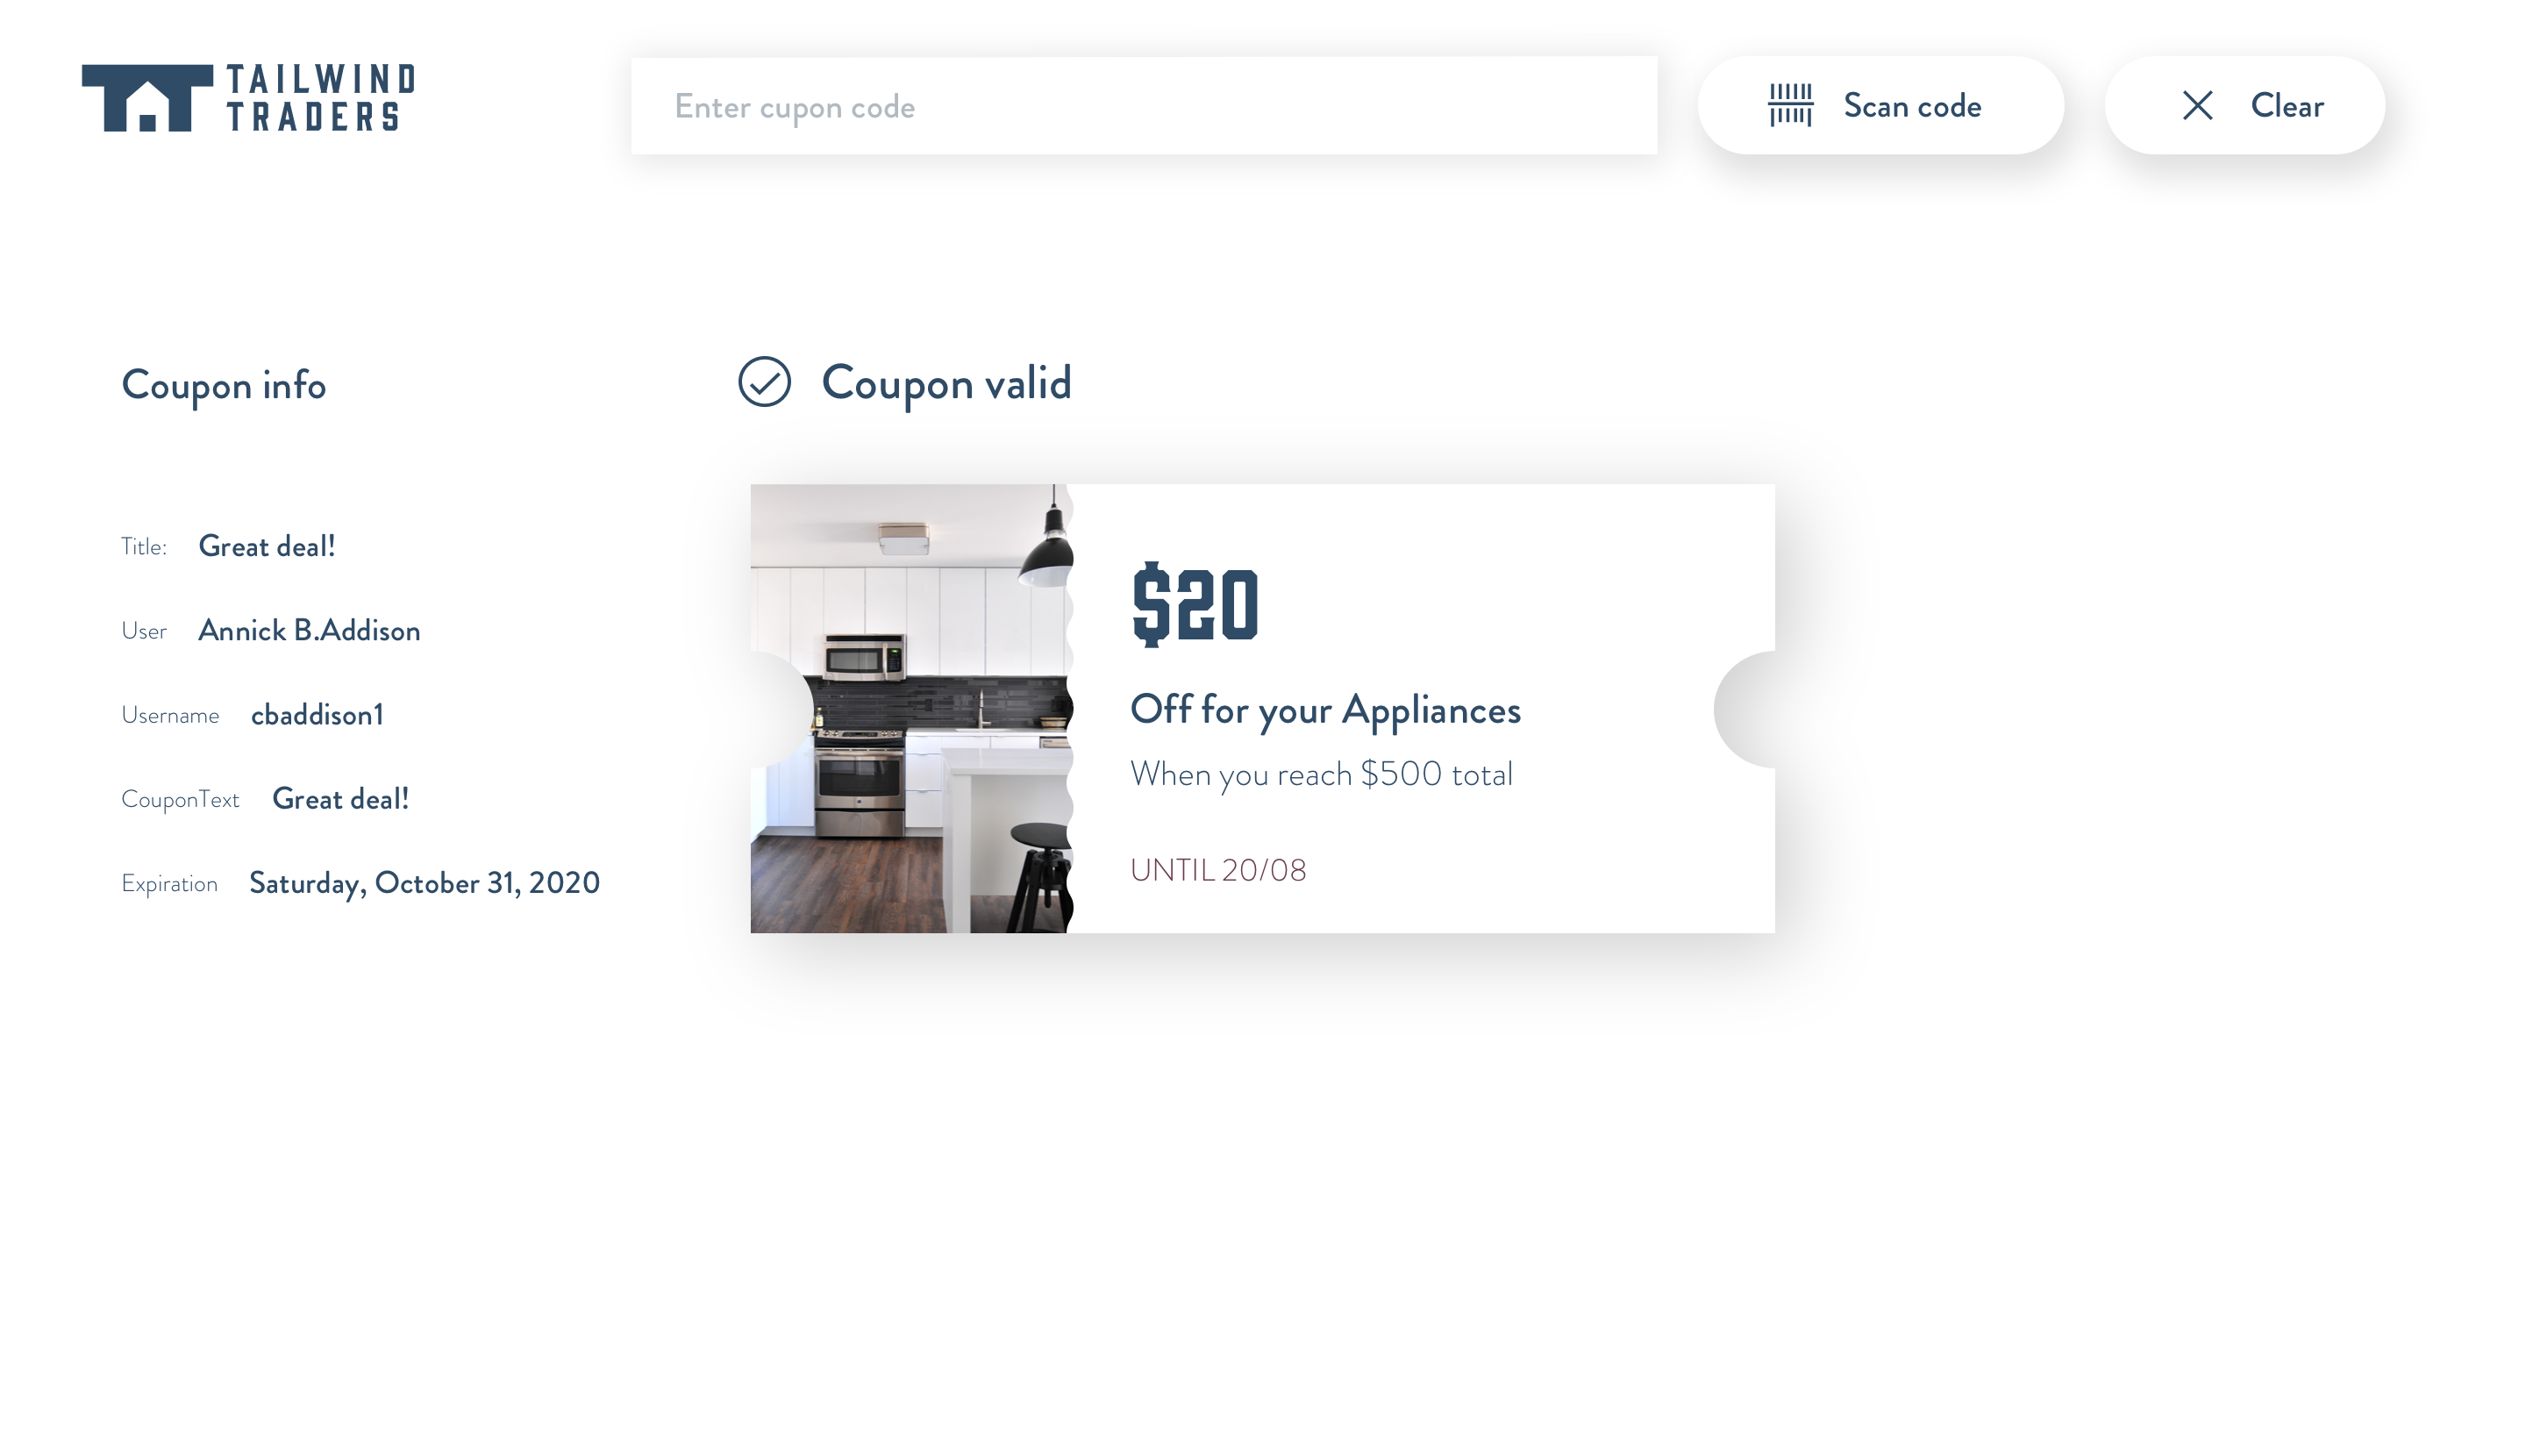 TAILWIND
TRADERS
Enter cupon code
Scan code
Clear
Coupon info
Coupon valid
Title: Great deal!
User Annick B.Addison
Username cbaddison1
CouponText Great deal!
Expiration Saturday, October 31, 2020
$20
Off for your Appliances
When you reach $500 total
UNTIL 20/08